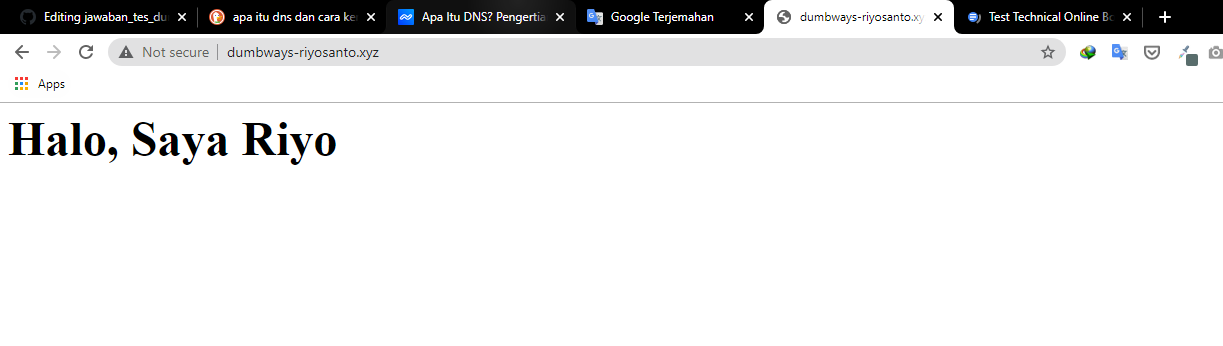 Editing jawaban_tes_du
apa itu dns dan cara ke
Apa Itu DNS? Pengertia
Google Terjemahan
dumbways-riyosanto.xy
Test Technical Online Bo
Not secure
dumbways-riyosanto.xyz
Apps
Halo, Saya Riyo